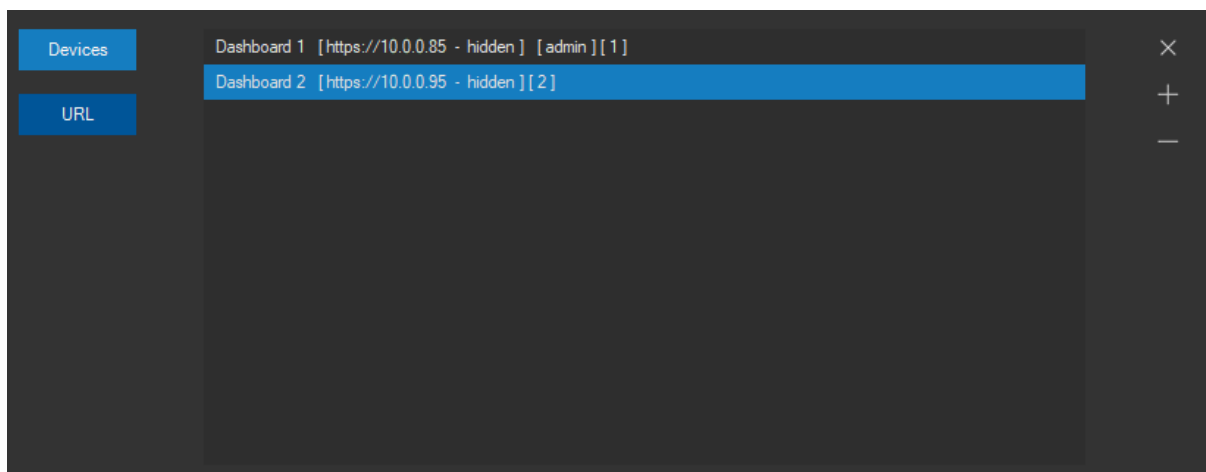 Devices
URL
Dashboard 1 [ https://10.0.0.85 - hidden ] [ admin ] [ 1 ]
Dashboard 2 [ https://10.0.0.95 - hidden ] [ 2 ]